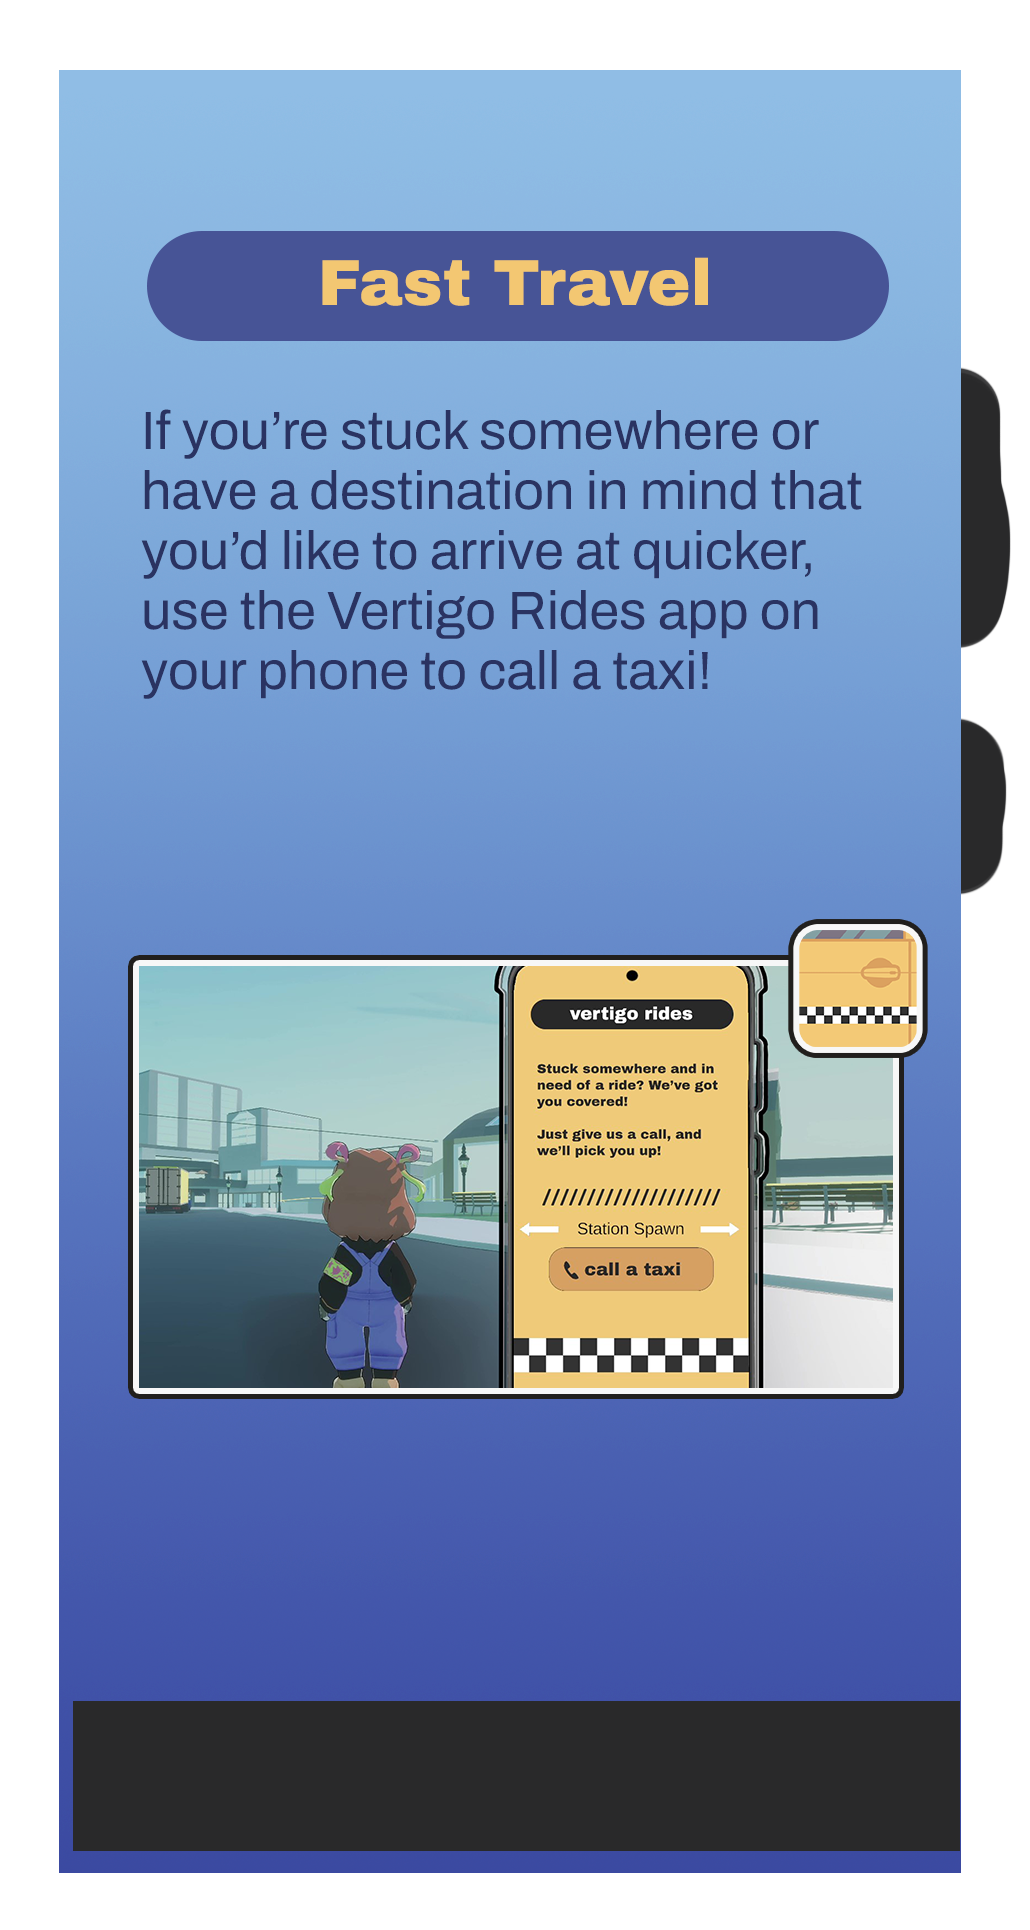 Fast Travel
If you’re stuck somewhere or
have a destination in mind that
you’d like to arrive at quicker,
use the Vertigo Rides app on
your phone to call a taxi!
vertigo rides
Stuck somewhere and in
need of a ride? We’ve got
you covered!
Just give us a call, and
we’ll pick you up!
////////////////////
Station Spawn
call a taxi